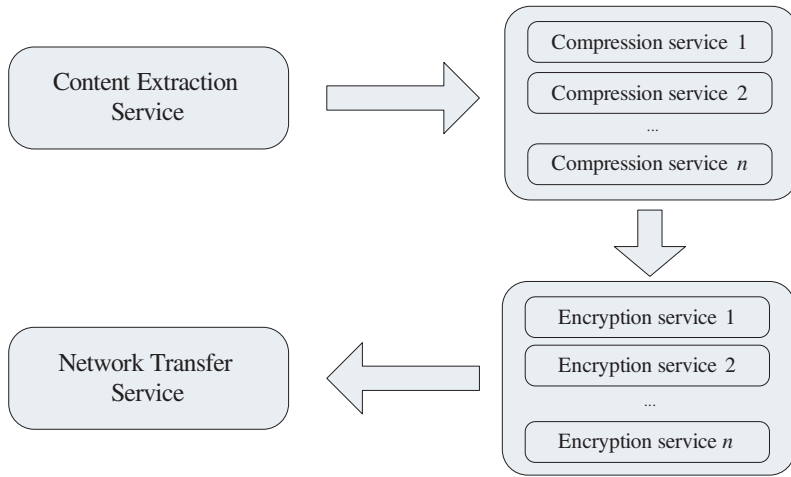 Content Extraction
Service
Compression service 1
Compression service 2
...
Compression service n
Encryption service 1
Encryption service 2
...
Encryption service n
Network Transfer
Service